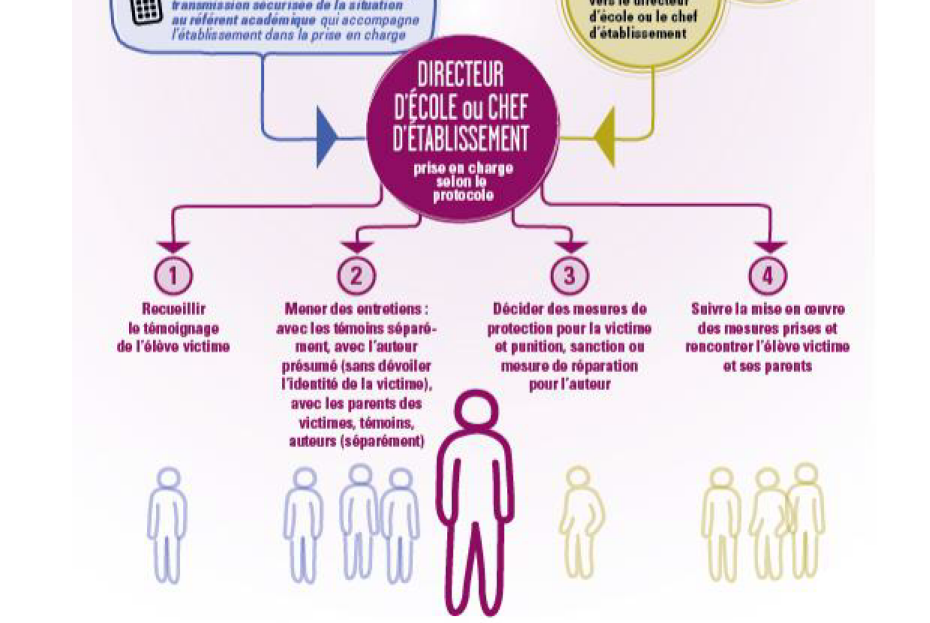 transmission sécurisée de la situation
au référent académique qui accompagne
l'établissement dans la prise en charge
vers le directeur
d'école ou le chef
d'établissement
DIRECTEUR
D'ÉCOLE ou CHEF
D'ÉTABLISSEMENT
prise en charge
selon le
protocole
1
Recueillir
le témoignage
de l'élève victime
2
Mener des entretiens :
avec les témoins séparé-
ment, avec l'auteur
présumé (sans dévoiler
l'identité de la victime),
avec les parents des
victimes, témoins,
auteurs (séparément)
3
Décider des mesures de
protection pour la victime
et punition, sanction ou
mesure de réparation
pour l'auteur
4
Suivre la mise en œuvre
des mesures prises et
rencontrer l'élève victime
et ses parents